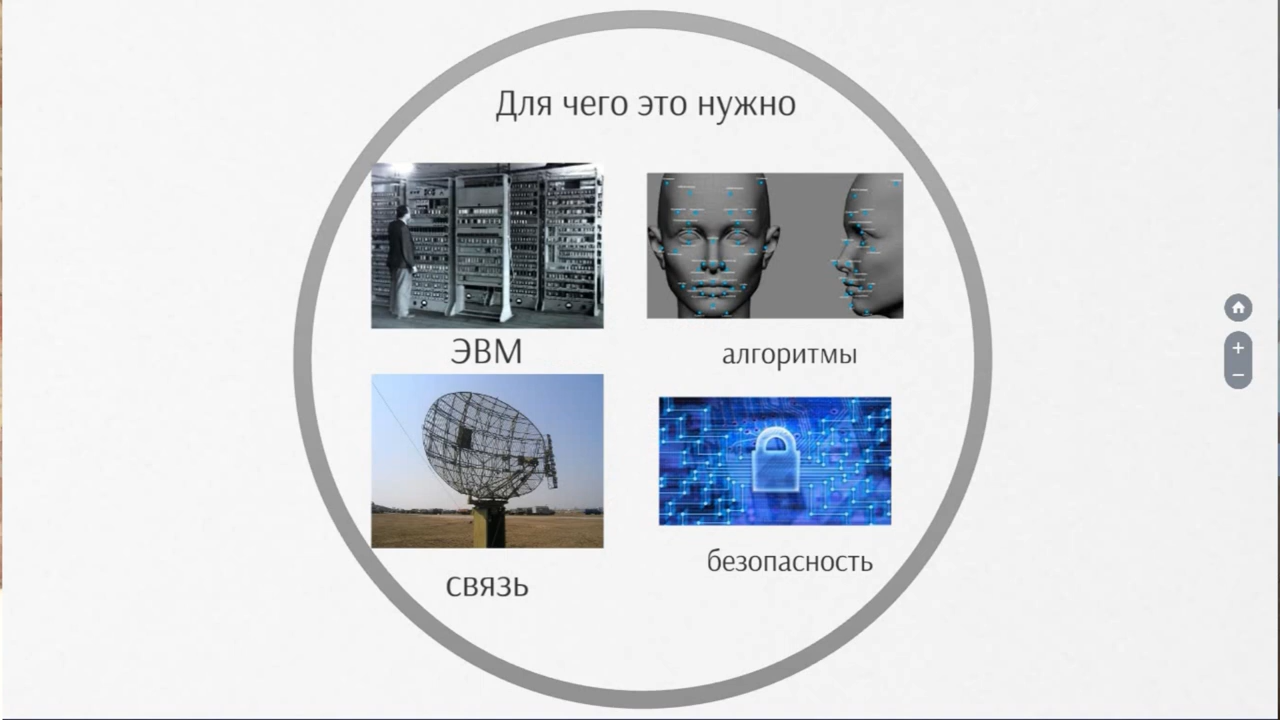 Для чего это нужно
ЭВМ
алгоритмы
связь
безопасность